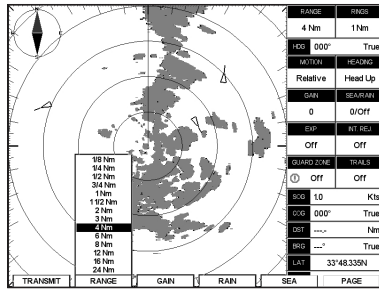 RANGE RINGS
4 Nm 1 Nm
HDG 000° True
MOTION HEADING
Relative Head Up
GAIN SEA/RAIN
0 0/Off
EXP INT REJ
Off Off
GUARD ZONE TRAILS
Off Off
SOG 1.0 Kts
COG 000° True
DST ---.- Nm
BRG ---° True
LAT 33°48.335N
1/8 Nm
1/4 Nm
1/2 Nm
3/4 Nm
1 Nm
1 1/2 Nm
2 Nm
3 Nm
4 Nm
6 Nm
8 Nm
12 Nm
16 Nm
24 Nm
TRANSMIT RANGE GAIN RAIN SEA PAGE